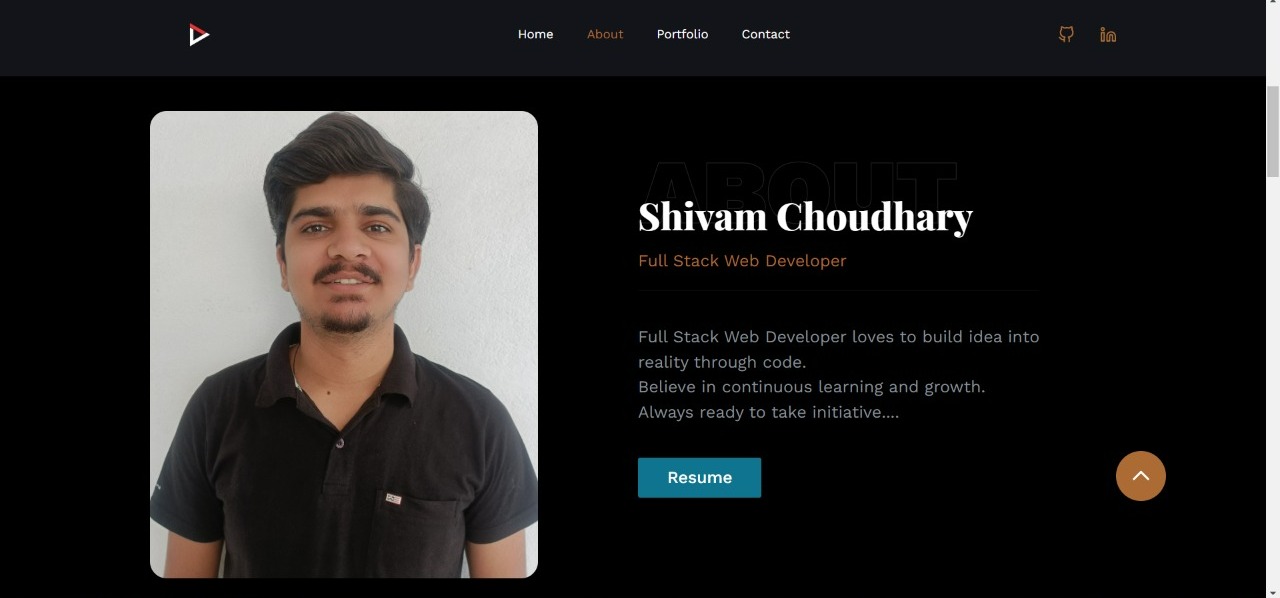 Home About Portfolio Contact
ABOUT
Shivam Choudhary
Full Stack Web Developer
Full Stack Web Developer loves to build idea into
reality through code.
Believe in continuous learning and growth.
Always ready to take initiative....
Resume